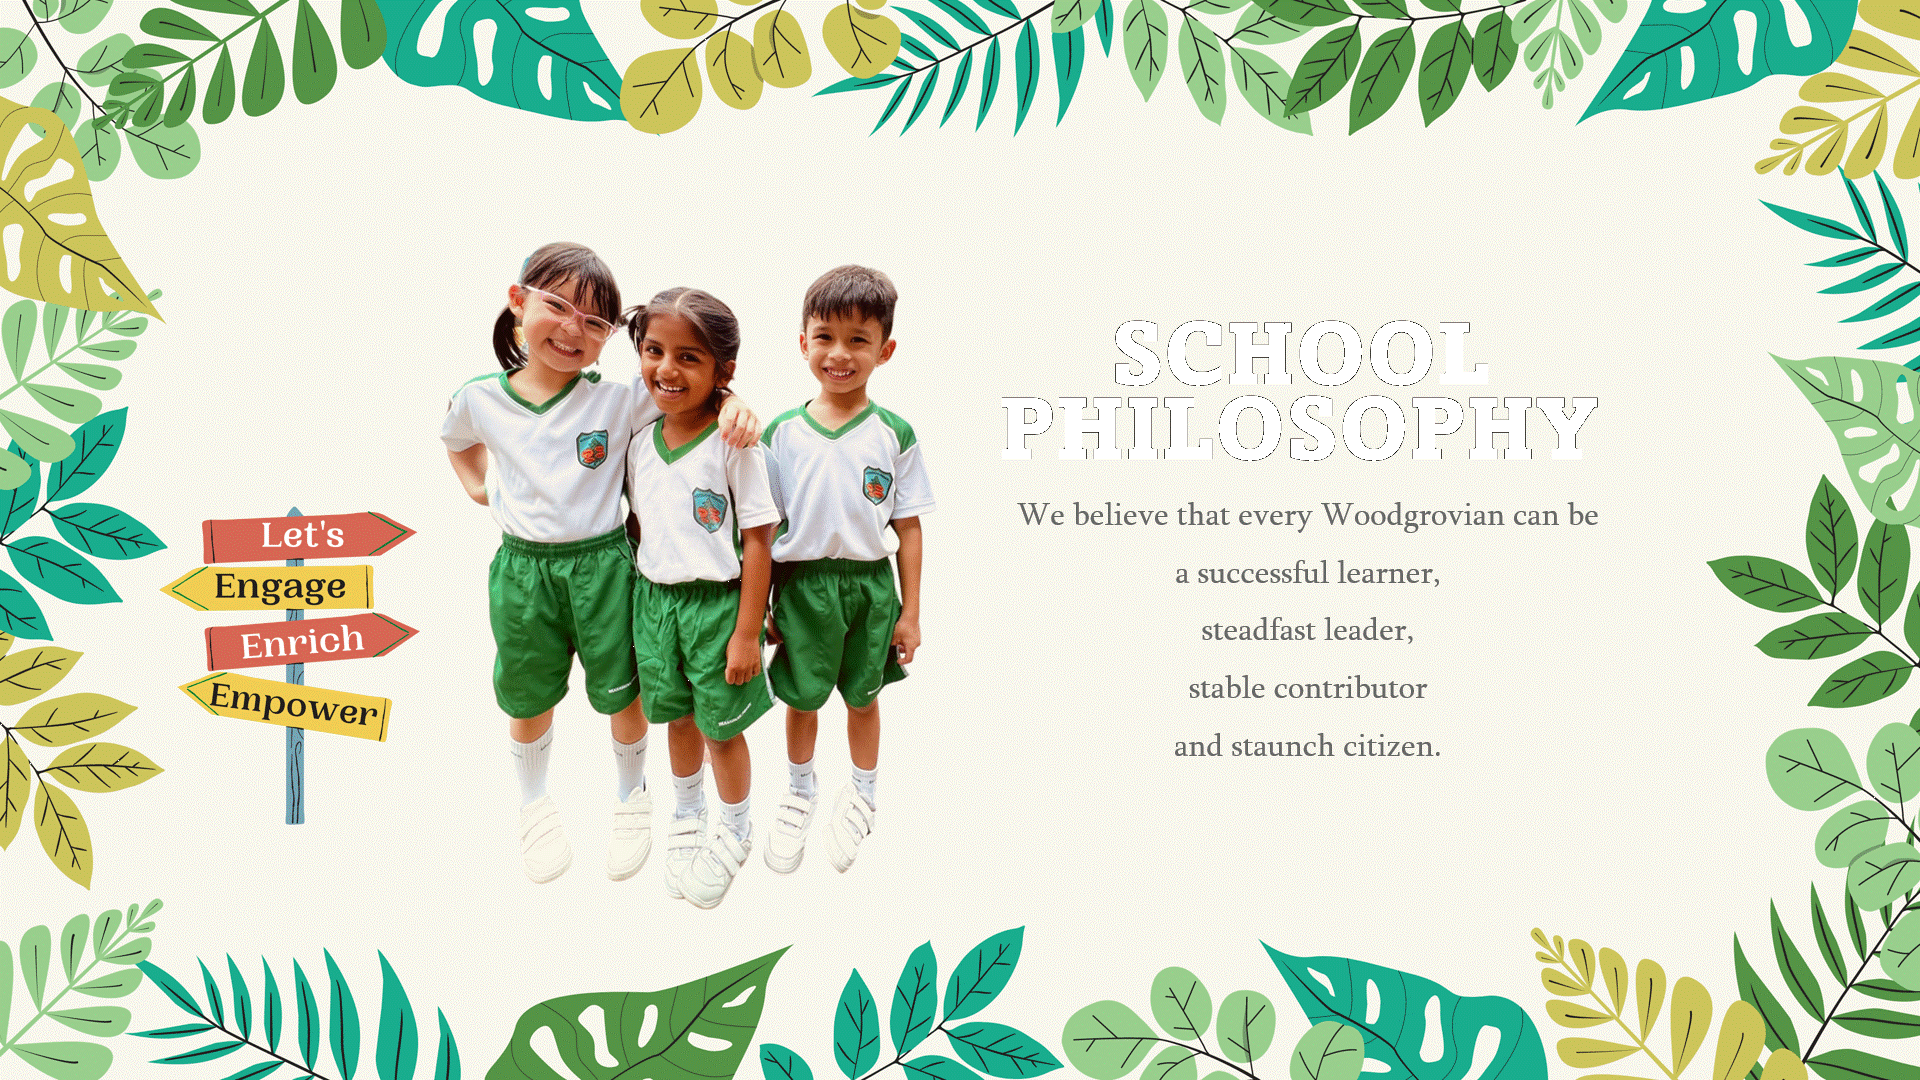 Let's
Engage
Enrich
Empower
SCHOOL
PHILOSOPHY
We believe that every Woodgrovian can be
a successful learner,
steadfast leader,
stable contributor
and staunch citizen.